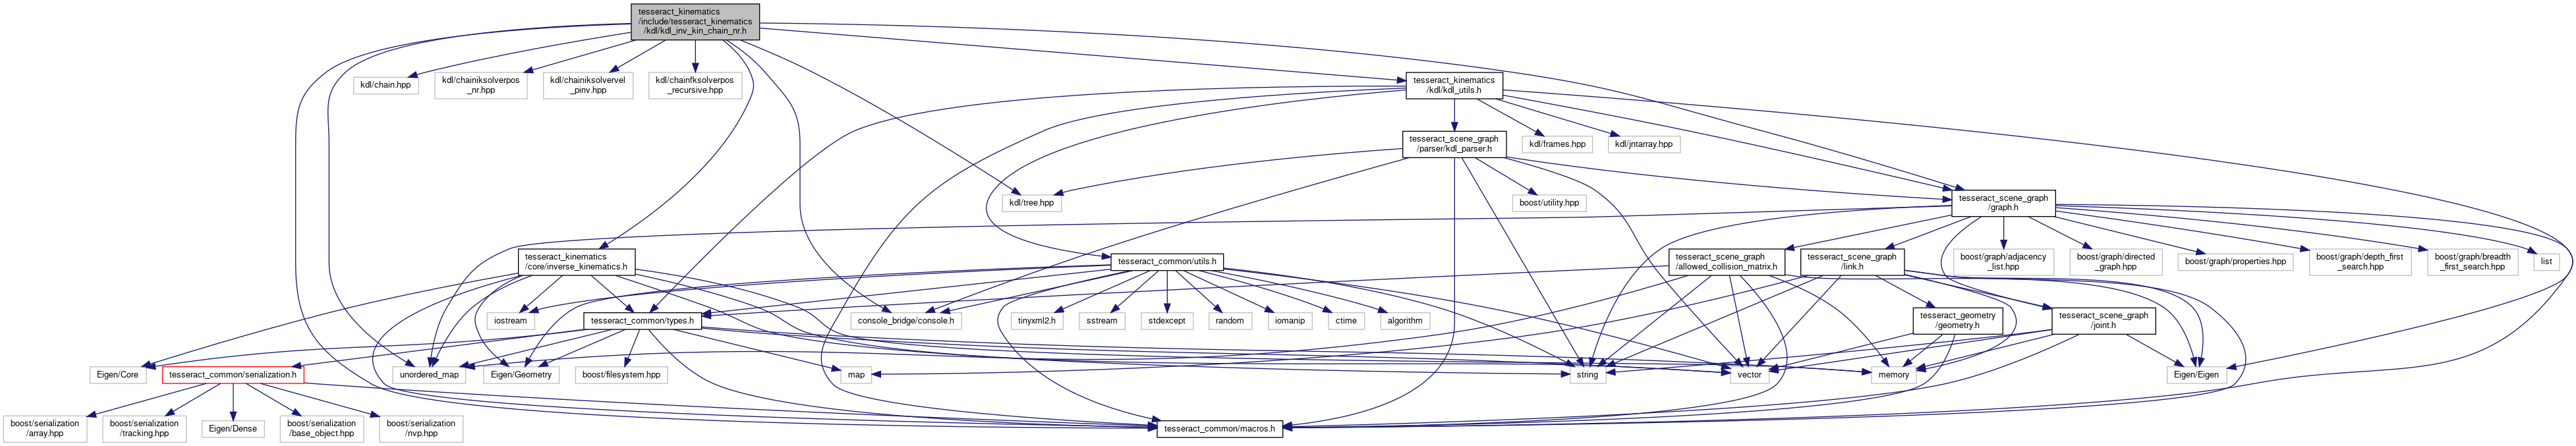 tesseract_kinematics
/include/tesseract_kinematics
/kdl/kdl_inv_kin_chain_nr.h
kdl/chain.hpp
kdl/chainiksolverpos
_nr.hpp
kdl/chainiksolvervel
_pinv.hpp
kdl/chainfksolverpos
_recursive.hpp
tesseract_kinematics
/kdl/kdl_utils.h
tesseract_scene_graph
/parser/kdl_parser.h
kdl/frames.hpp
kdl/jntarray.hpp
kdl/tree.hpp
boost/utility.hpp
tesseract_scene_graph
/graph.h
tesseract_kinematics
/core/inverse_kinematics.h
tesseract_common/utils.h
tesseract_scene_graph
/allowed_collision_matrix.h
tesseract_scene_graph
/link.h
boost/graph/adjacency
_list.hpp
boost/graph/directed
_graph.hpp
boost/graph/properties.hpp
boost/graph/depth_first
_search.hpp
boost/graph/breadth
_first_search.hpp
list
iostream
tesseract_common/types.h
console_bridge/console.h
tinyxml2.h
sstream
stdexcept
random
iomanip
ctime
algorithm
tesseract_geometry
/geometry.h
tesseract_scene_graph
/joint.h
Eigen/Core
tesseract_common/serialization.h
unordered_map
Eigen/Geometry
boost/filesystem.hpp
map
string
vector
memory
Eigen/Eigen
boost/serialization
/array.hpp
boost/serialization
/tracking.hpp
Eigen/Dense
boost/serialization
/base_object.hpp
boost/serialization
/nvp.hpp
tesseract_common/macros.h